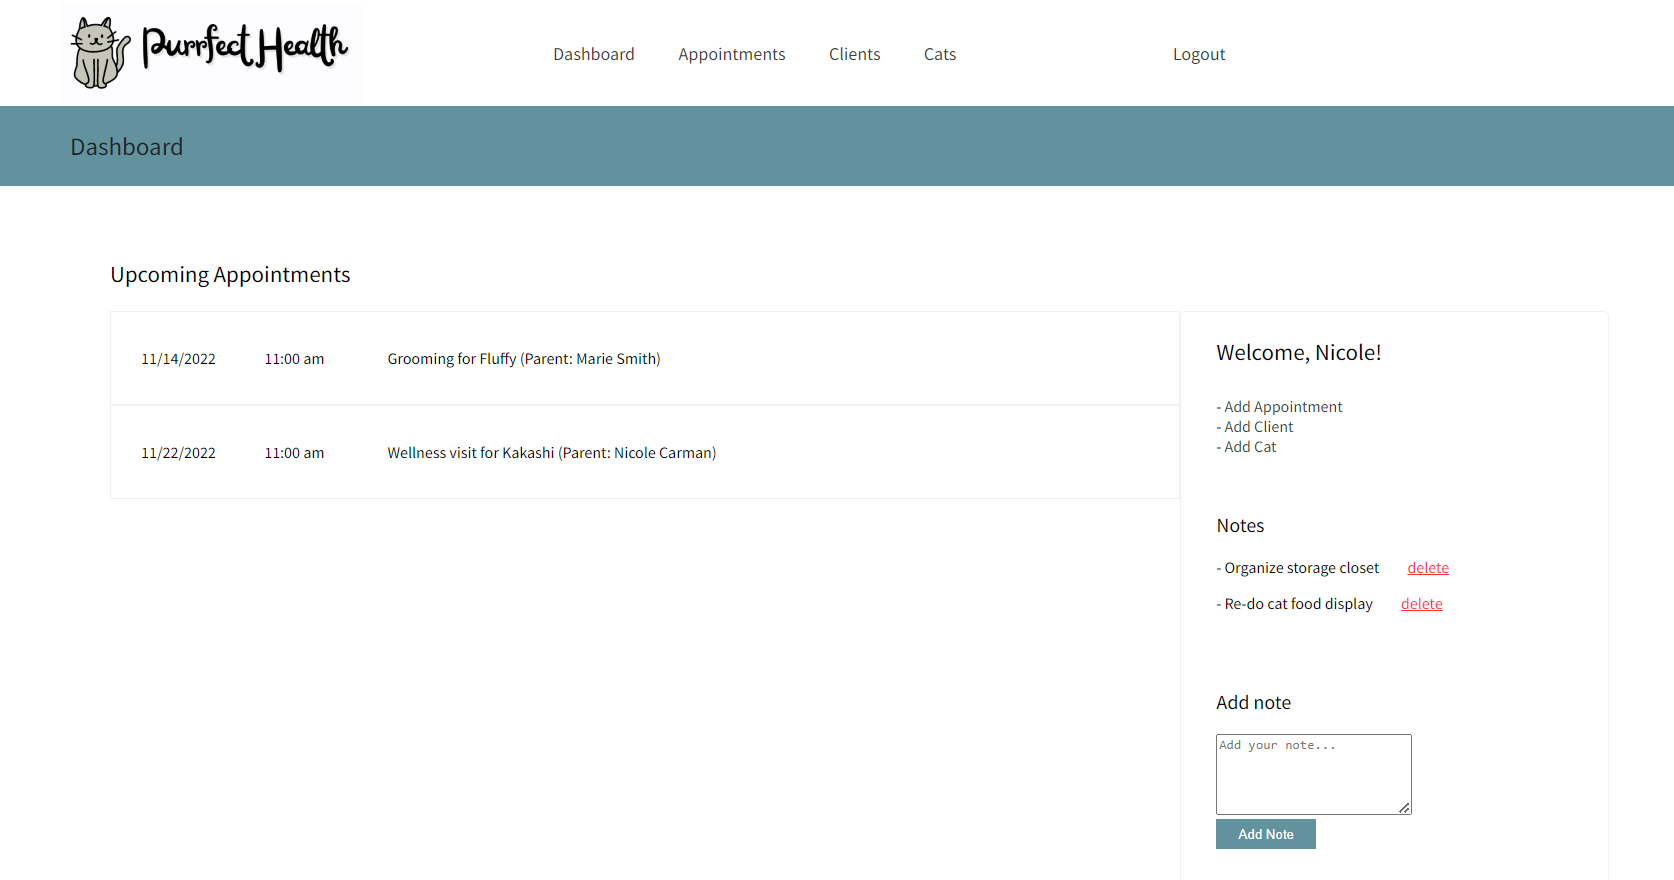 Purrfect Health
Dashboard Appointments Clients Cats Logout
Dashboard
Upcoming Appointments
11/14/2022 11:00 am Grooming for Fluffy (Parent: Marie Smith)
11/22/2022 11:00 am Wellness visit for Kakashi (Parent: Nicole Carman)
Welcome, Nicole!
- Add Appointment
- Add Client
- Add Cat
Notes
- Organize storage closet delete
- Re-do cat food display delete
Add note
Add your note...
Add Note